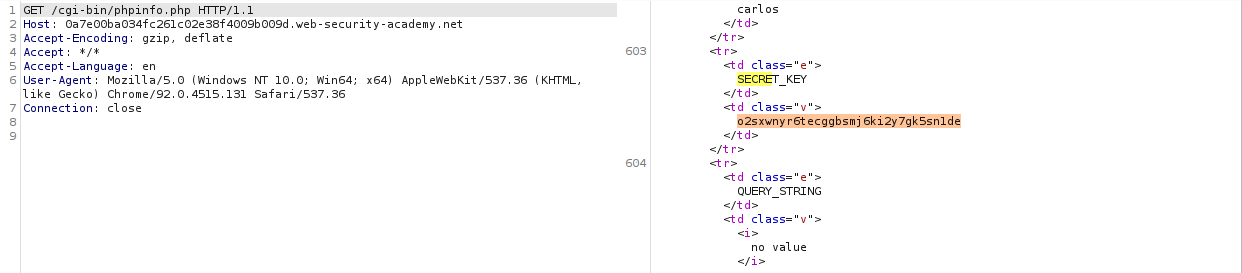 1 GET /cgi-bin/phpinfo.php HTTP/1.1
2 Host: 0a7e00ba034fc261c02e38f4009b009d.web-security-academy.net
3 Accept-Encoding: gzip, deflate
4 Accept: */*
5 Accept-Language: en
6 User-Agent: Mozilla/5.0 (Windows NT 10.0; Win64; x64) AppleWebKit/537.36 (KHTML,
like Gecko) Chrome/92.0.4515.131 Safari/537.36
7 Connection: close
8
9
carlos
</td>
</tr>
603 <tr>
<td class="e">
SECRET_KEY
</td>
<td class="v">
o2sxwnyr6tecggbsmj6ki2y7gk5sn1de
</td>
</tr>
604 <tr>
<td class="e">
QUERY_STRING
</td>
<td class="v">
<i>
no value
</i>